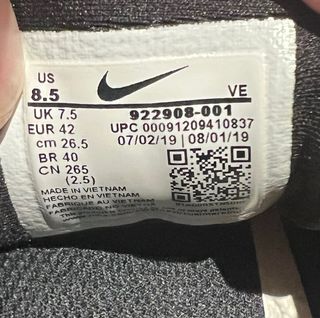 US
8.5
VE
UK 7.5
922908-001
EUR 42
UPC 00091209410837
cm 26.5
07/02/19 | 08/01/19
BR 40
CN 265
(2.5)
MADE IN VIETNAM
HECHO EN VIETNAM
FABRIQUE AU VIETNAM